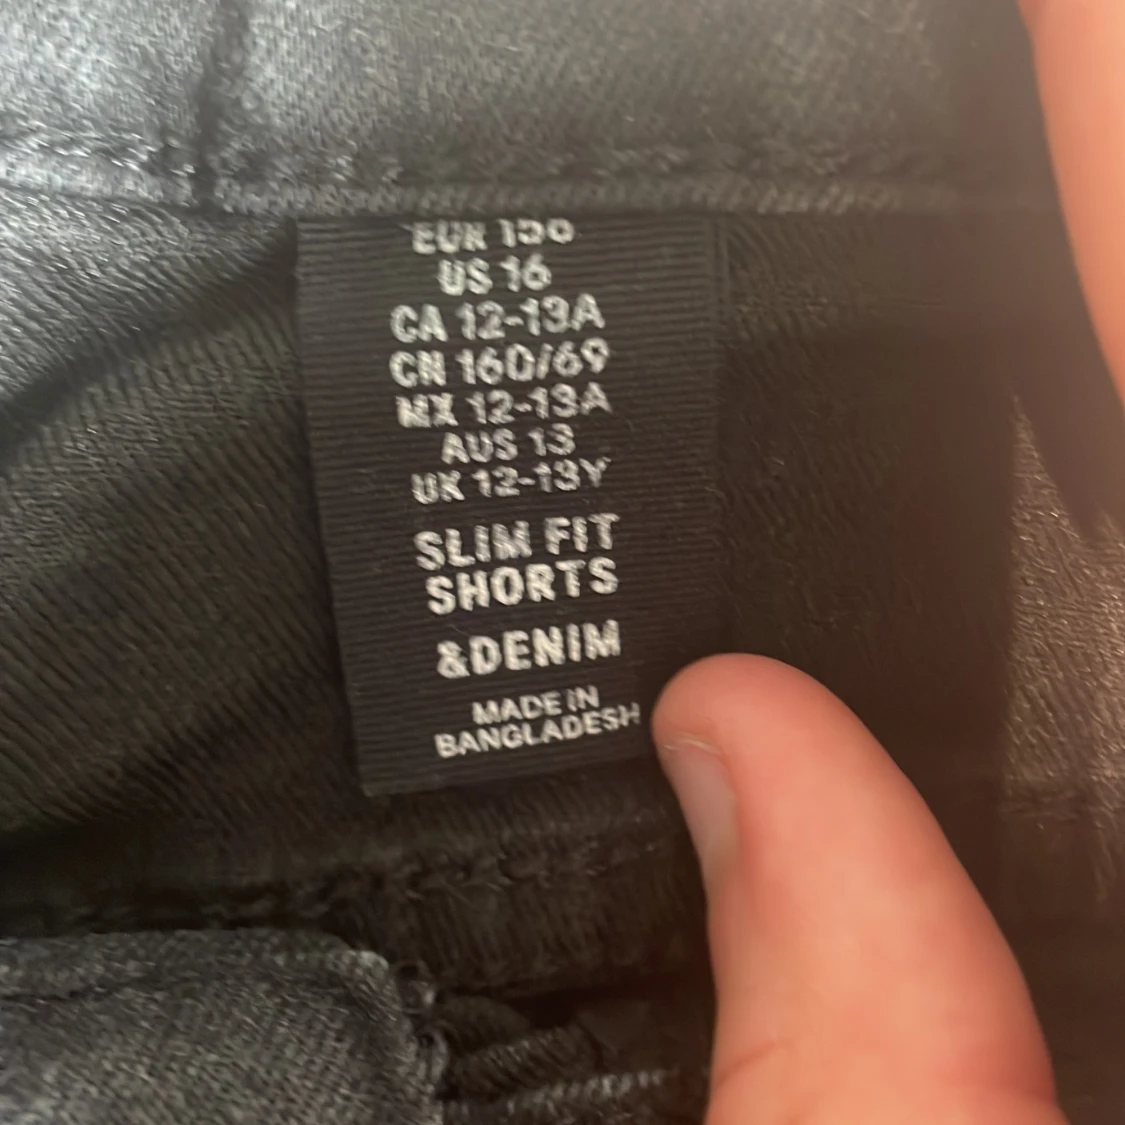 EUR 158
US 16
CA 12-13A
CN 160/69
MX 12-13A
AUS 13
UK 12-13Y
SLIM FIT
SHORTS
&DENIM
MADE IN
BANGLADESH